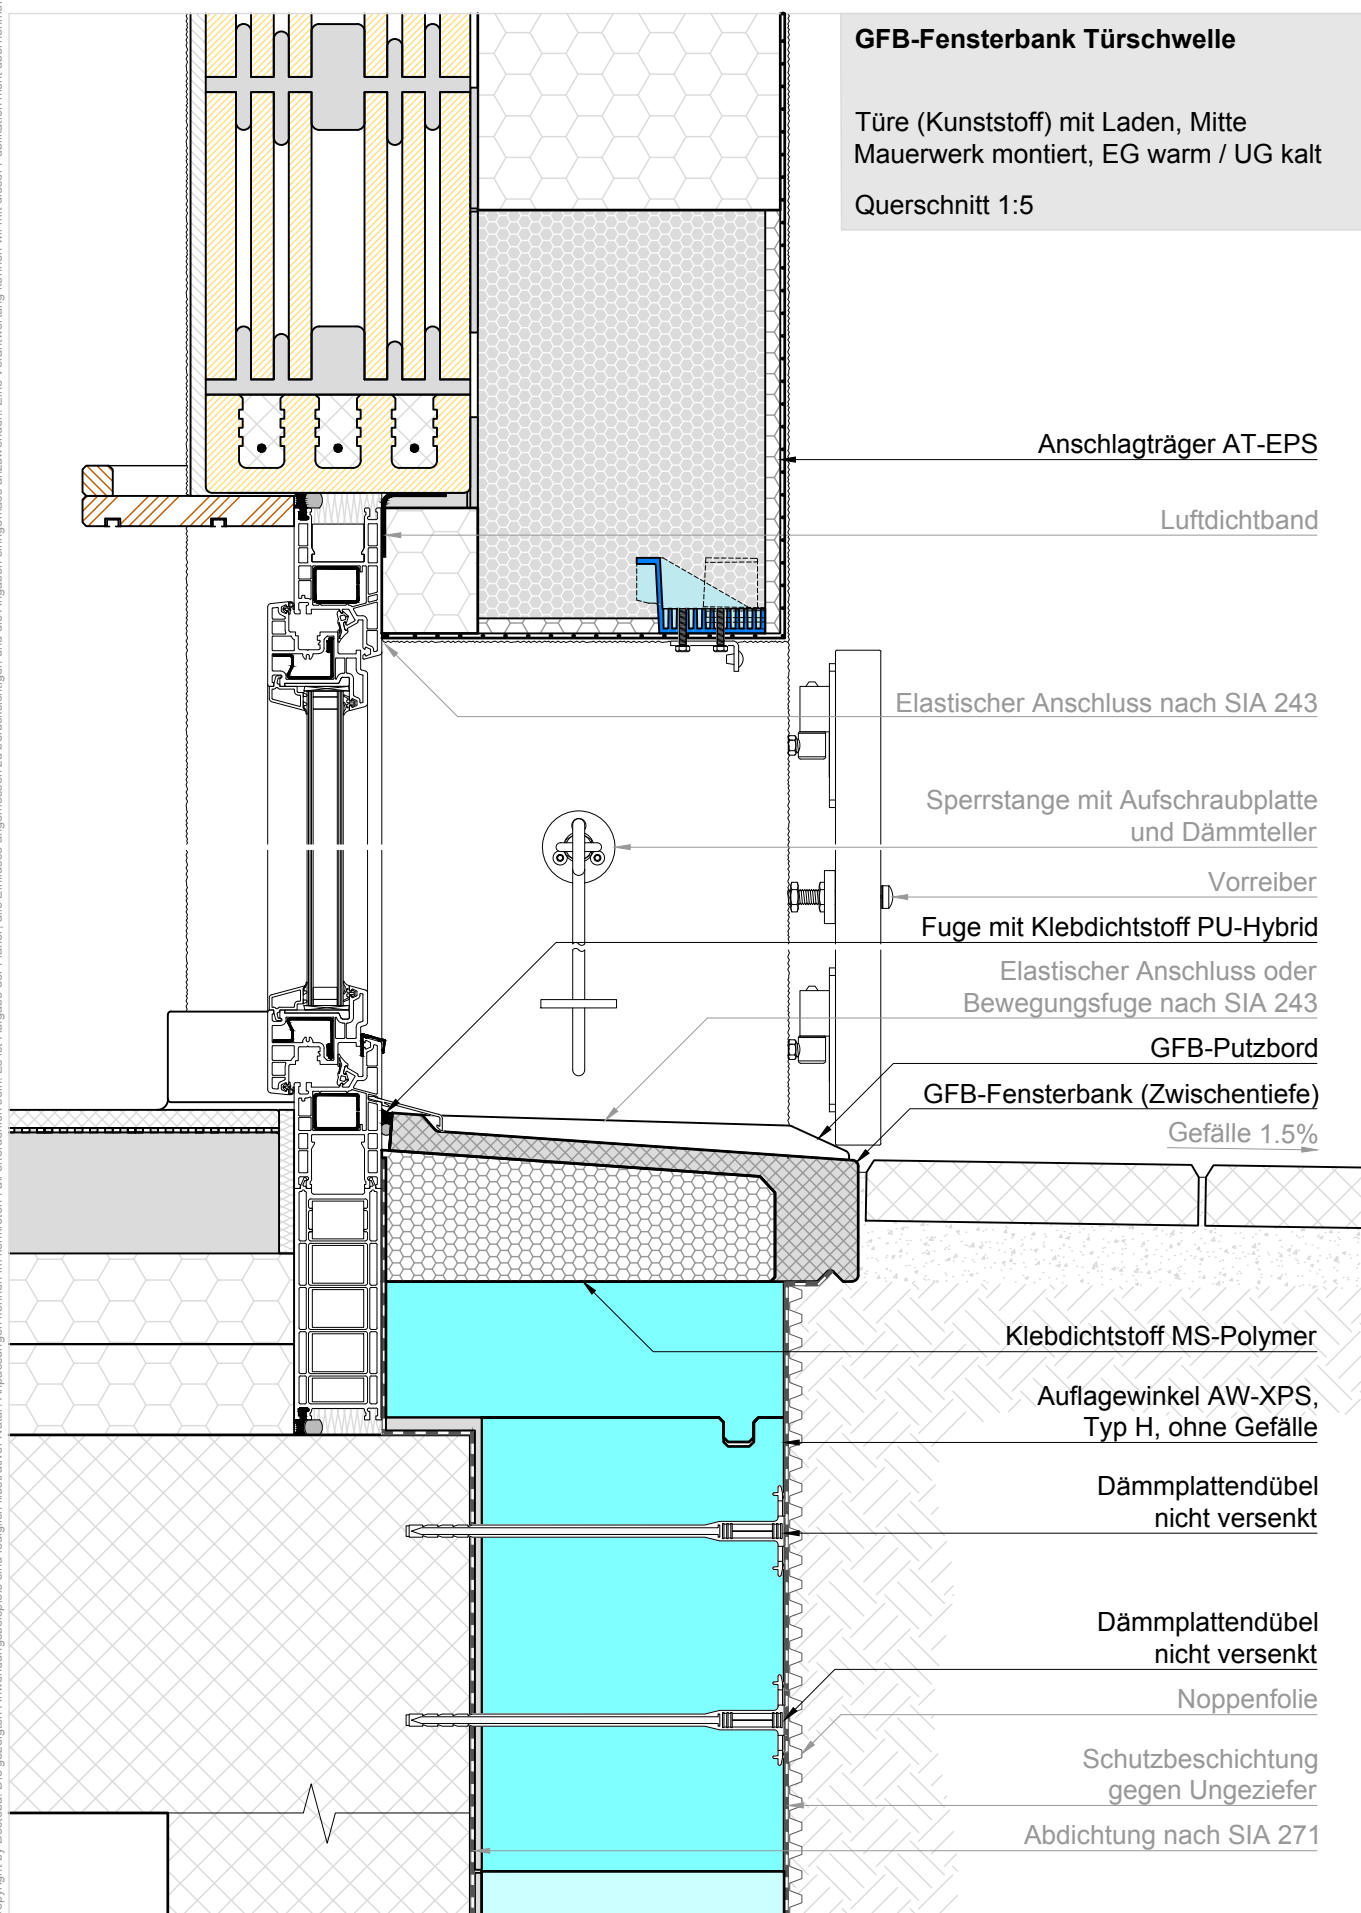 GFB-Fensterbank Türschwelle
Türe (Kunststoff) mit Laden, Mitte
Mauerwerk montiert, EG warm / UG kalt
Querschnitt 1:5
Anschlagträger AT-EPS
Luftdichtband
Elastischer Anschluss nach SIA 243
Sperrstange mit Aufschraubplatte
und Dämmteller
Vorreiber
Fuge mit Klebdichtstoff PU-Hybrid
Elastischer Anschluss oder
Bewegungsfuge nach SIA 243
GFB-Putzbord
GFB-Fensterbank (Zwischentiefe)
Gefälle 1.5%
Klebdichtstoff MS-Polymer
Auflagewinkel AW-XPS,
Typ H, ohne Gefälle
Dämmplattendübel
nicht versenkt
Dämmplattendübel
nicht versenkt
Noppenfolie
Schutzbeschichtung
gegen Ungeziefer
Abdichtung nach SIA 271